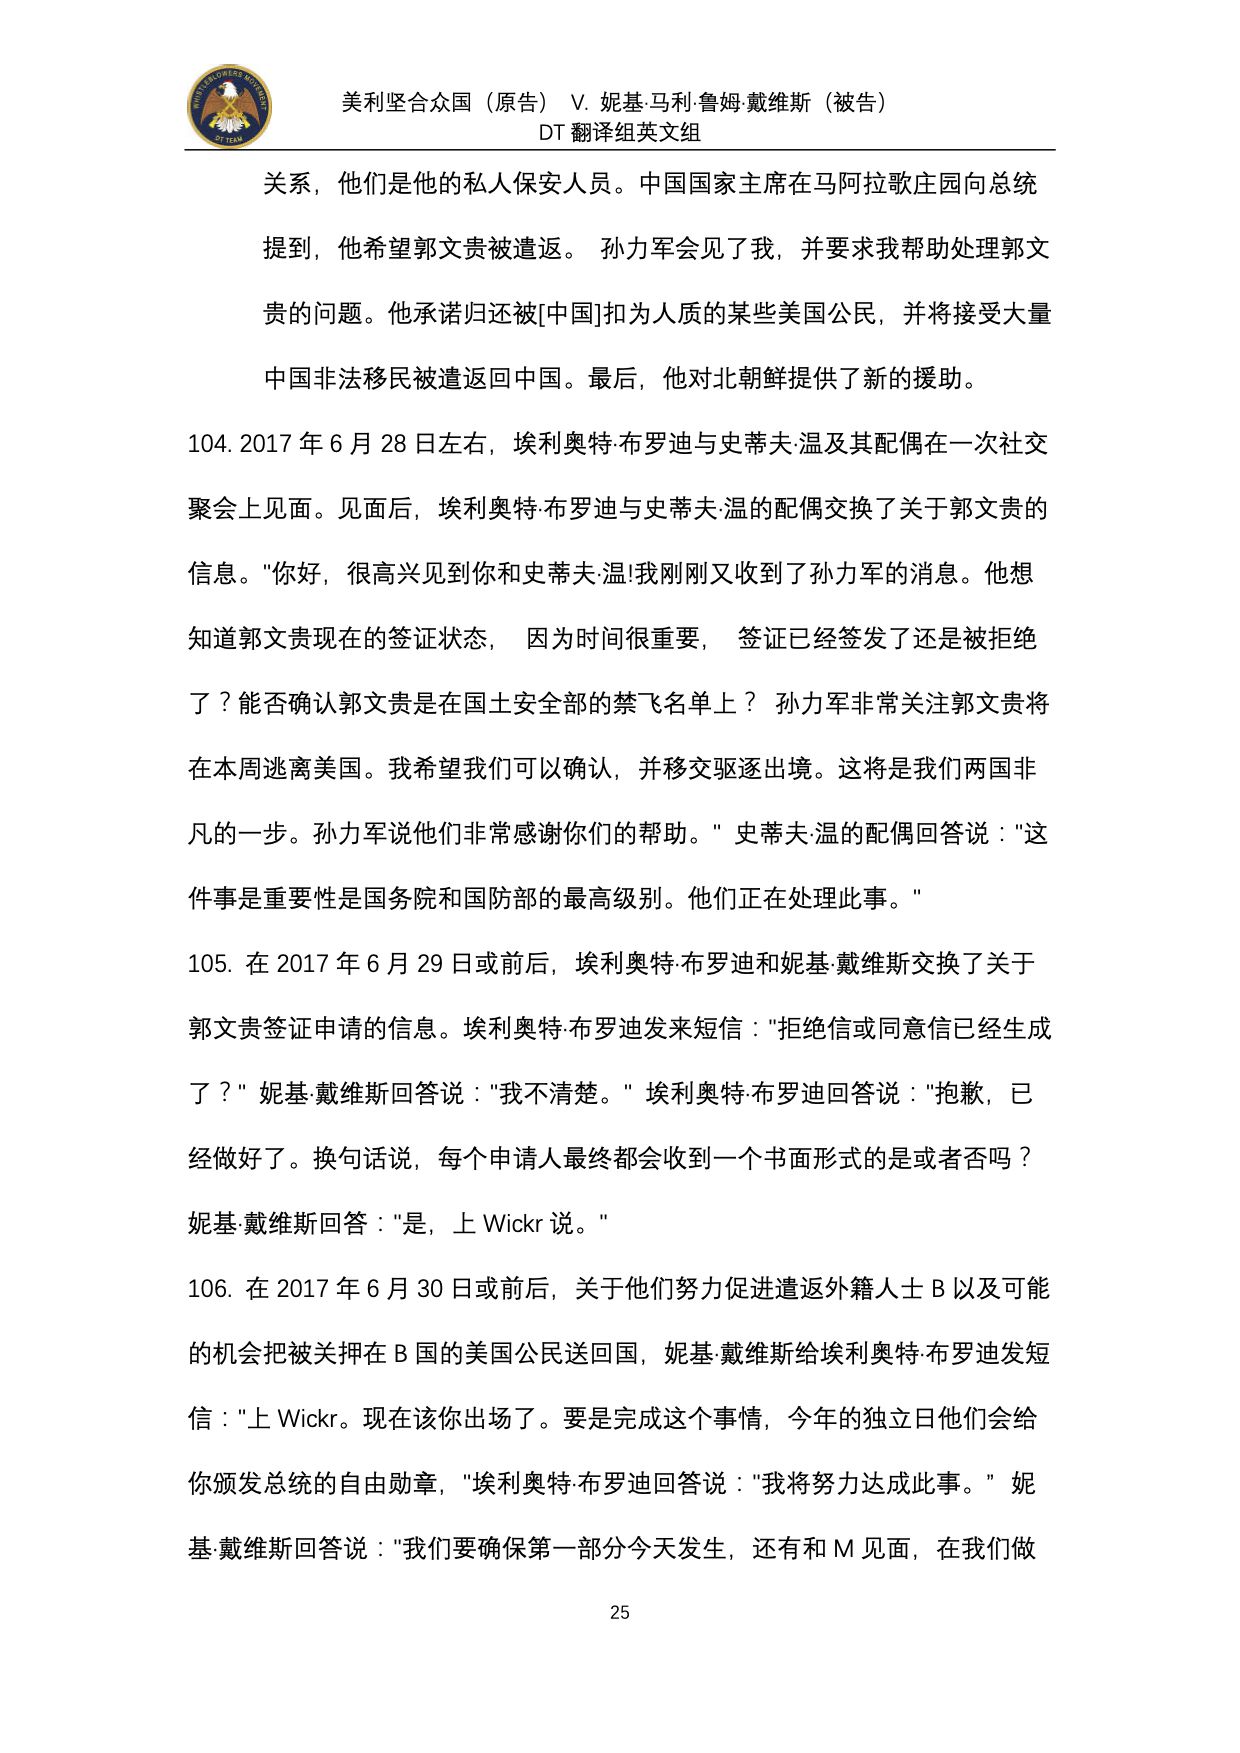 WHISTLEBLOWERS MOVEMENT
DT TEAM
美利坚合众国（原告） V. 妮基·马利·鲁姆·戴维斯（被告）
DT 翻译组英文组
关系，他们是他的私人保安人员。中国国家主席在马阿拉歌庄园向总统
提到，他希望郭文贵被遣返。 孙力军会见了我，并要求我帮助处理郭文
贵的问题。他承诺归还被[中国]扣为人质的某些美国公民，并将接受大量
中国非法移民被遣返回中国。最后，他对北朝鲜提供了新的援助。
104. 2017 年 6 月 28 日左右，埃利奥特·布罗迪与史蒂夫·温及其配偶在一次社交
聚会上见面。见面后，埃利奥特·布罗迪与史蒂夫·温的配偶交换了关于郭文贵的
信息。"你好，很高兴见到你和史蒂夫·温!我刚刚又收到了孙力军的消息。他想
知道郭文贵现在的签证状态， 因为时间很重要， 签证已经签发了还是被拒绝
了？能否确认郭文贵是在国土安全部的禁飞名单上？ 孙力军非常关注郭文贵将
在本周逃离美国。我希望我们可以确认，并移交驱逐出境。这将是我们两国非
凡的一步。孙力军说他们非常感谢你们的帮助。" 史蒂夫·温的配偶回答说："这
件事是重要性是国务院和国防部的最高级别。他们正在处理此事。"
105. 在 2017 年 6 月 29 日或前后，埃利奥特·布罗迪和妮基·戴维斯交换了关于
郭文贵签证申请的信息。埃利奥特·布罗迪发来短信："拒绝信或同意信已经生成
了？" 妮基·戴维斯回答说："我不清楚。" 埃利奥特·布罗迪回答说："抱歉，已
经做好了。换句话说，每个申请人最终都会收到一个书面形式的是或者否吗？
妮基·戴维斯回答："是，上 Wickr 说。"
106. 在 2017 年 6 月 30 日或前后，关于他们努力促进遣返外籍人士 B 以及可能
的机会把被关押在 B 国的美国公民送回国，妮基·戴维斯给埃利奥特·布罗迪发短
信："上 Wickr。现在该你出场了。要是完成这个事情，今年的独立日他们会给
你颁发总统的自由勋章，"埃利奥特·布罗迪回答说："我将努力达成此事。” 妮
基·戴维斯回答说："我们要确保第一部分今天发生，还有和 M 见面，在我们做
25